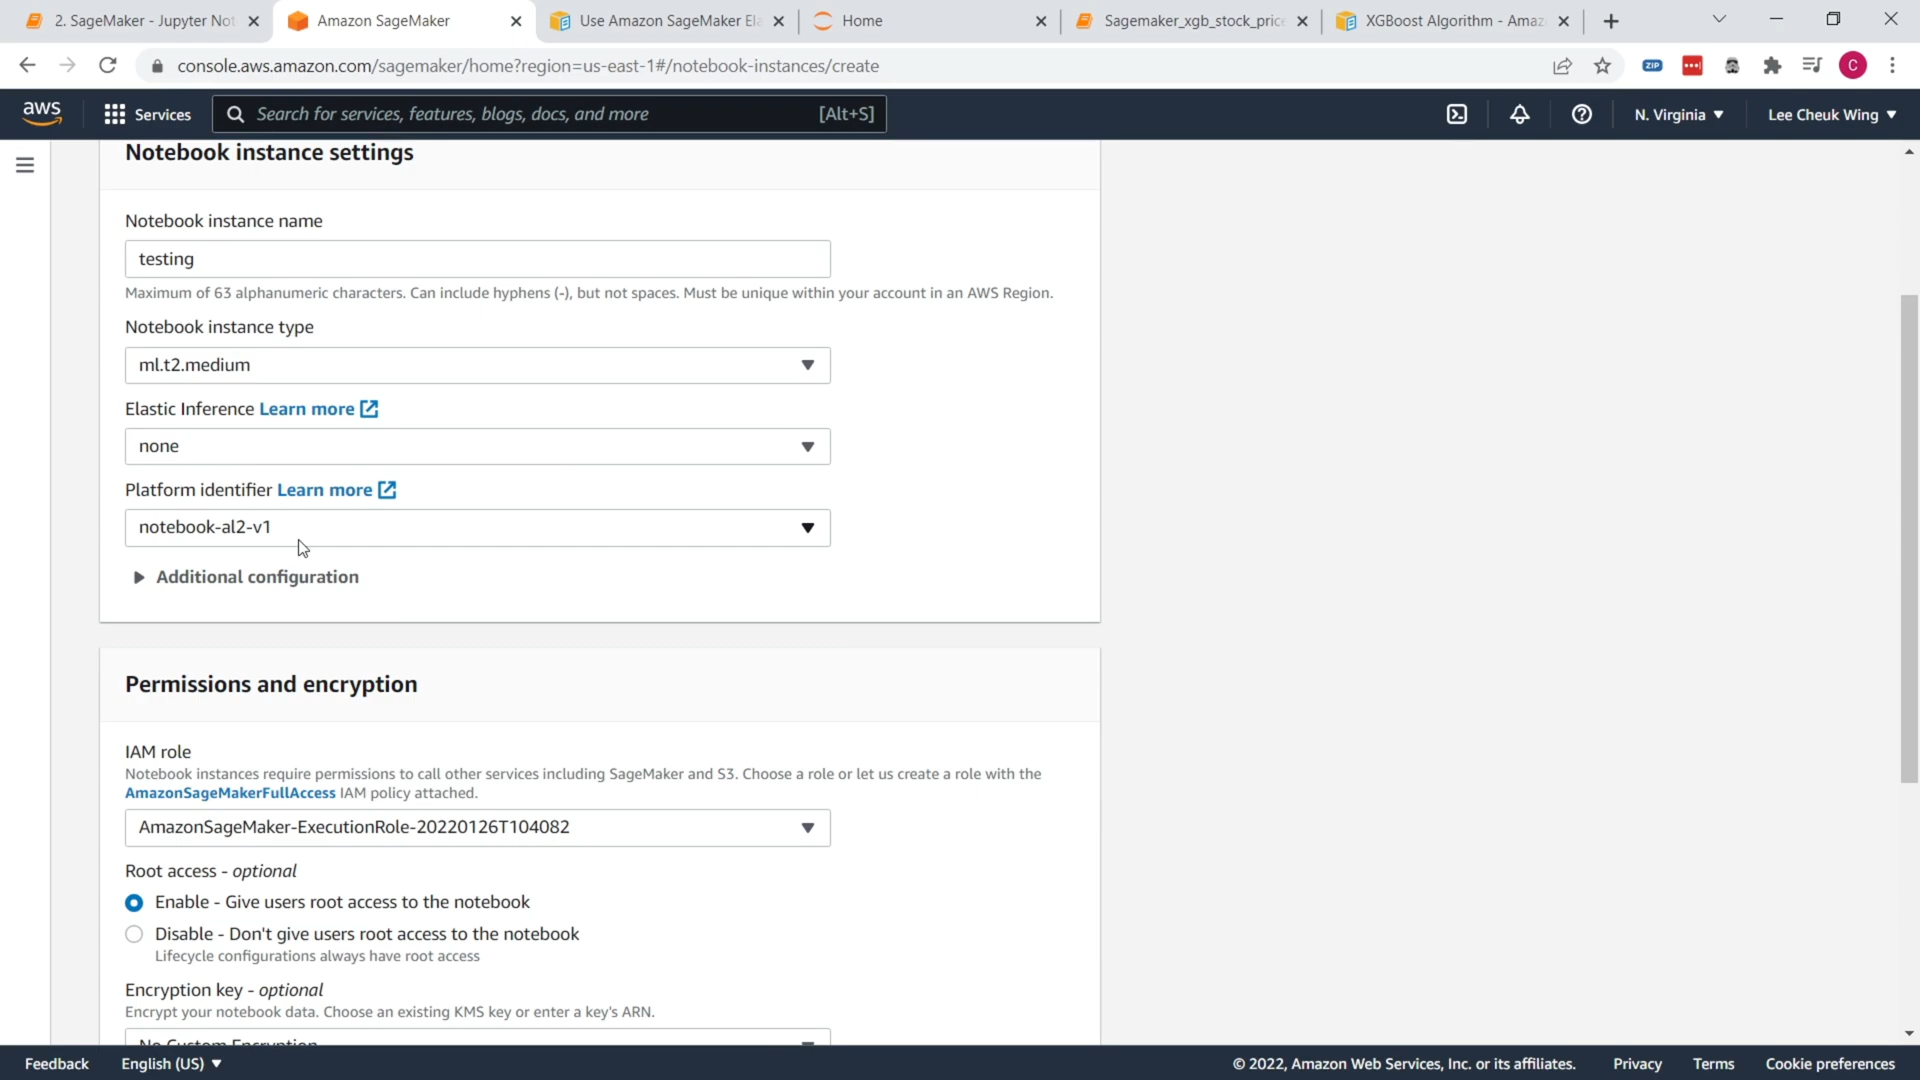 2. SageMaker - Jupyter Not
Amazon SageMaker
Use Amazon SageMaker Ela
Home
Sagemaker_xgb_stock_price
XGBoost Algorithm - Amaz
console.aws.amazon.com/sagemaker/home?region=us-east-1#/notebook-instances/create
ZIP
C
aws
Services
Search for services, features, blogs, docs, and more
[Alt+S]
N. Virginia
Lee Cheuk Wing
Notebook instance settings
Notebook instance name
testing
Maximum of 63 alphanumeric characters. Can include hyphens (-), but not spaces. Must be unique within your account in an AWS Region.
Notebook instance type
ml.t2.medium
Elastic Inference Learn more
none
Platform identifier Learn more
notebook-al2-v1
Additional configuration
Permissions and encryption
IAM role
Notebook instances require permissions to call other services including SageMaker and S3. Choose a role or let us create a role with the
AmazonSageMakerFullAccess IAM policy attached.
AmazonSageMaker-ExecutionRole-20220126T104082
Root access - optional
Enable - Give users root access to the notebook
Disable - Don't give users root access to the notebook
Lifecycle configurations always have root access
Encryption key - optional
Encrypt your notebook data. Choose an existing KMS key or enter a key's ARN.
No Custom Encryption
Feedback
English (US)
© 2022, Amazon Web Services, Inc. or its affiliates.
Privacy
Terms
Cookie preferences